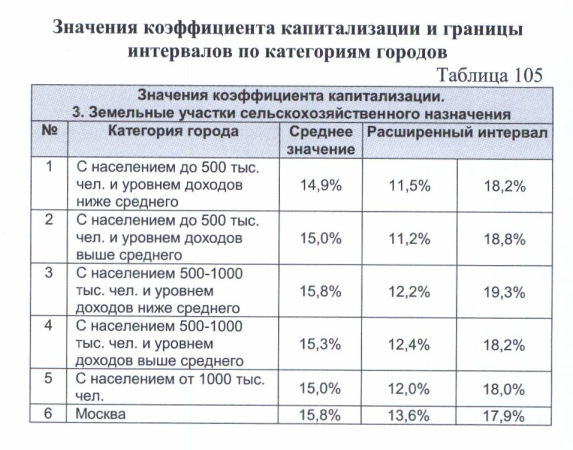 Значения коэффициента капитализации и границы
интервалов по категориям городов
Таблица 105
Значения коэффициента капитализации.
3. Земельные участки сельскохозяйственного назначения
№ Категория города Среднее значение Расширенный интервал
1 С населением до 500 тыс.
чел. и уровнем доходов
ниже среднего 14,9% 11,5% 18,2%
2 С населением до 500 тыс.
чел. и уровнем доходов
выше среднего 15,0% 11,2% 18,8%
3 С населением 500-1000
тыс. чел. и уровнем
доходов ниже среднего 15,8% 12,2% 19,3%
4 С населением 500-1000
тыс. чел. и уровнем
доходов выше среднего 15,3% 12,4% 18,2%
5 С населением от 1000 тыс.
чел. 15,0% 12,0% 18,0%
6 Москва 15,8% 13,6% 17,9%